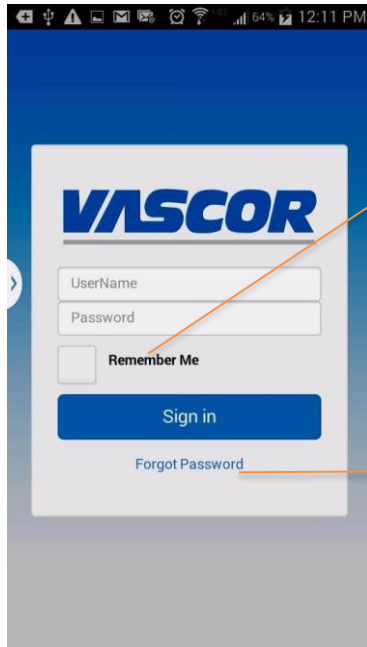 64% 12:11 PM
VASCOR
UserName
Password
Remember Me
Sign in
Forgot Password